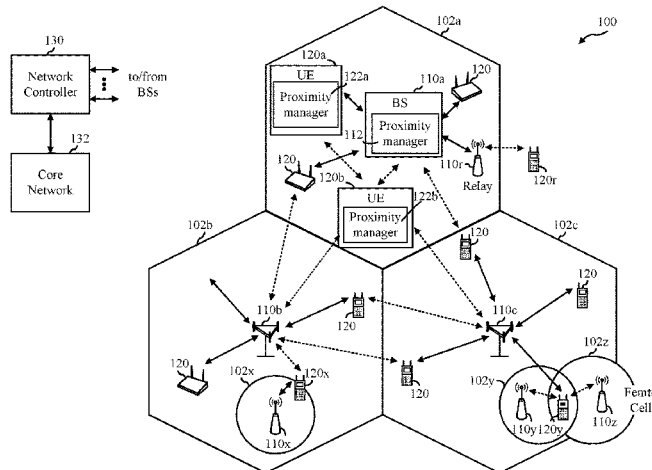 102a
100
130
Network
Controller
to/from
BSs
132
Core
Network
120a
UE
122a
Proximity
manager
110a
BS
Proximity
manager
112
120
110r
Relay
120r
120
120b
UE
122b
Proximity
manager
102b
102c
120
120
110b
120
110c
120
102x
120x
120
110x
102y
102z
110y
120y
110z
Femt
Cell